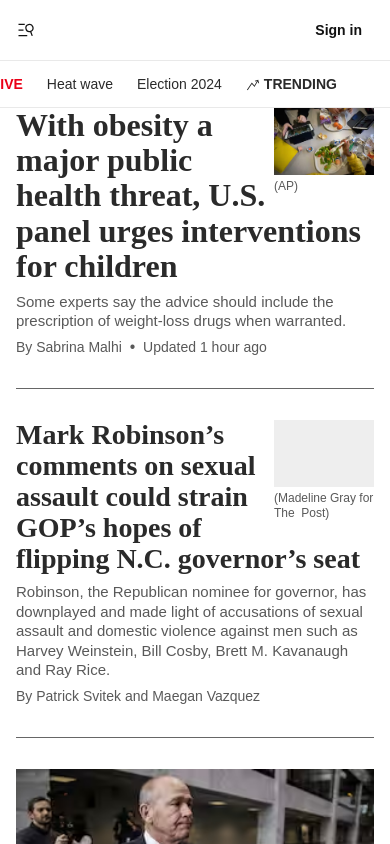 Sign in
IVE Heat wave Election 2024 TRENDING
With obesity a
major public
health threat, U.S.
panel urges interventions
for children
(AP)
Some experts say the advice should include the
prescription of weight-loss drugs when warranted.
By Sabrina Malhi • Updated 1 hour ago
Mark Robinson’s
comments on sexual
assault could strain
GOP’s hopes of
flipping N.C. governor’s seat
(Madeline Gray for
The Post)
Robinson, the Republican nominee for governor, has
downplayed and made light of accusations of sexual
assault and domestic violence against men such as
Harvey Weinstein, Bill Cosby, Brett M. Kavanaugh
and Ray Rice.
By Patrick Svitek and Maegan Vazquez